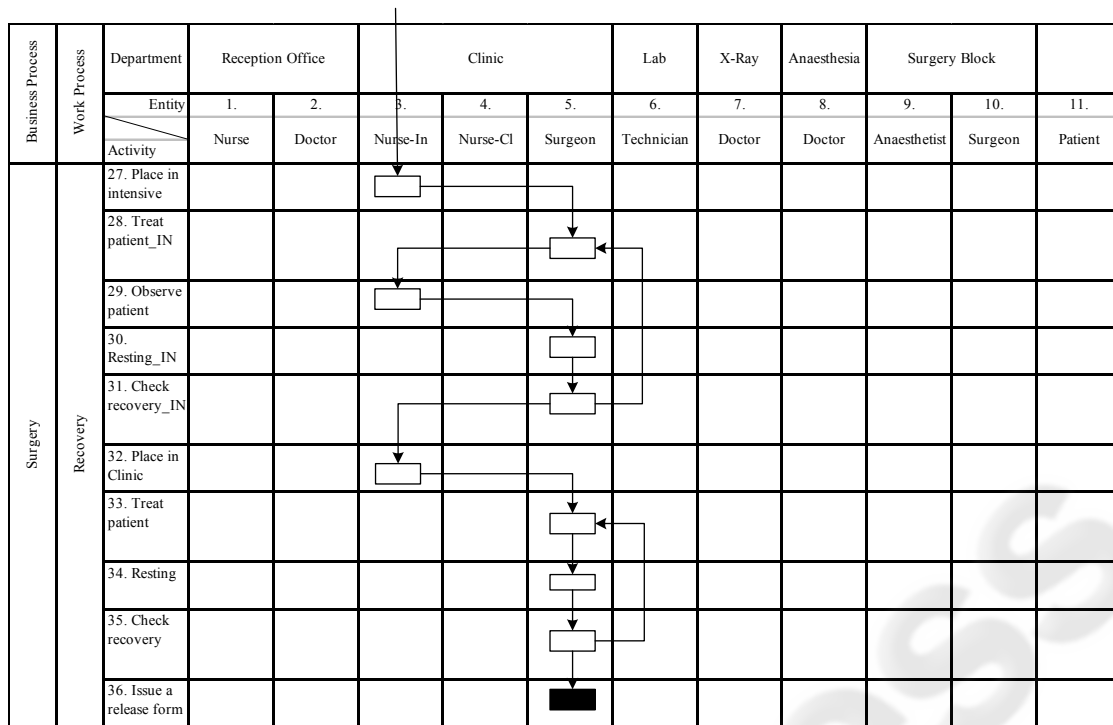 Business Process
Work Process
Department
Reception Office
Clinic
Lab
X-Ray
Anaesthesia
Surgery Block
Entity
1.
2.
3.
4.
5.
6.
7.
8.
9.
10.
11.
Activity
Nurse
Doctor
Nurse-In
Nurse-Cl
Surgeon
Technician
Doctor
Doctor
Anaesthetist
Surgeon
Patient
Surgery
Recovery
27. Place in
intensive
28. Treat
patient_IN
29. Observe
patient
30.
Resting_IN
31. Check
recovery_IN
32. Place in
Clinic
33. Treat
patient
34. Resting
35. Check
recovery
36. Issue a
release form